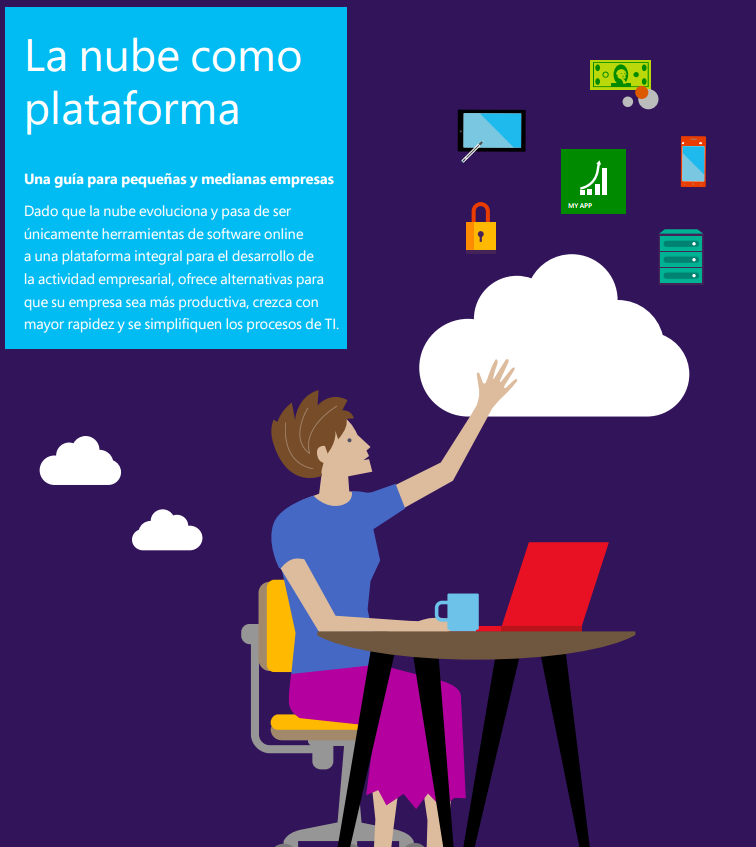 La nube como
plataforma
Una guía para pequeñas y medianas empresas
Dado que la nube evoluciona y pasa de ser
únicamente herramientas de software online
a una plataforma integral para el desarrollo de
la actividad empresarial, ofrece alternativas para
que su empresa sea más productiva, crezca con
mayor rapidez y se simplifiquen los procesos de TI.
MY APP